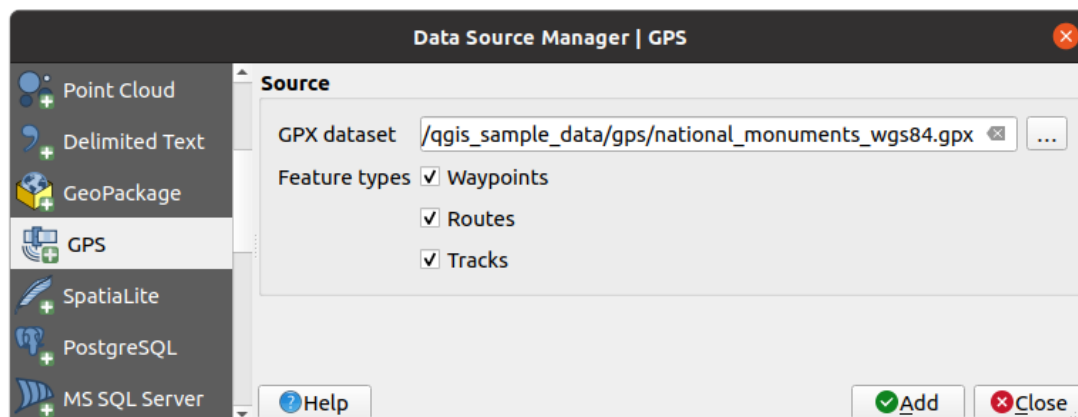 Data Source Manager | GPS
Point Cloud
Delimited Text
GeoPackage
GPS
SpatiaLite
PostgreSQL
MS SQL Server
Source
GPX dataset /qgis_sample_data/gps/national_monuments_wgs84.gpx ...
Feature types Waypoints
Routes
Tracks
Help Add Close